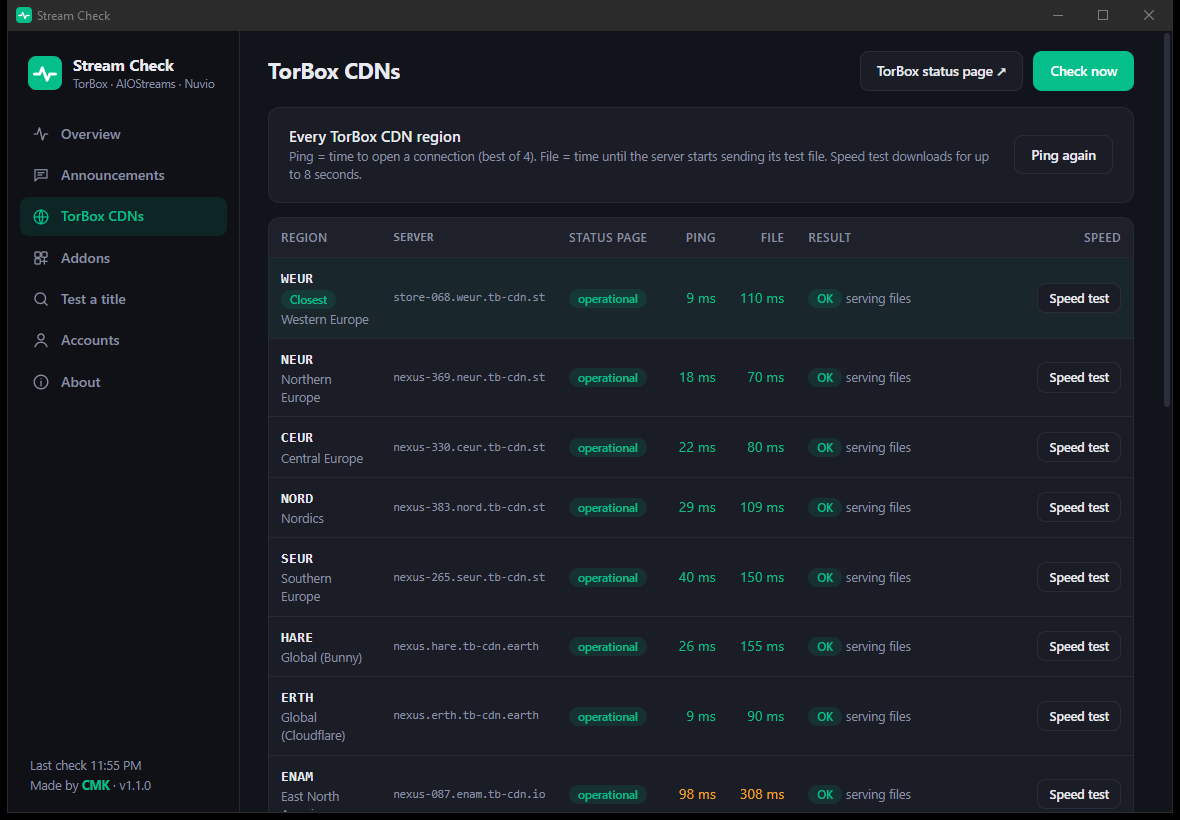 Stream Check
Stream Check
TorBox · AIOStreams · Nuvio
Overview
Announcements
TorBox CDNs
Addons
Test a title
Accounts
About
Last check 11:55 PM
Made by CMK · v1.1.0
TorBox CDNs
TorBox status page ↗
Check now
Every TorBox CDN region
Ping = time to open a connection (best of 4). File = time until the server starts sending its test file. Speed test downloads for up
to 8 seconds.
Ping again
REGION SERVER STATUS PAGE PING FILE RESULT SPEED
WEUR
Closest
Western Europe
store-068.weur.tb-cdn.st operational 9 ms 110 ms OK serving files Speed test
NEUR
Northern
Europe
nexus-369.neur.tb-cdn.st operational 18 ms 70 ms OK serving files Speed test
CEUR
Central Europe
nexus-330.ceur.tb-cdn.st operational 22 ms 80 ms OK serving files Speed test
NORD
Nordics
nexus-383.nord.tb-cdn.st operational 29 ms 109 ms OK serving files Speed test
SEUR
Southern
Europe
nexus-265.seur.tb-cdn.st operational 40 ms 150 ms OK serving files Speed test
HARE
Global (Bunny)
nexus.hare.tb-cdn.earth operational 26 ms 155 ms OK serving files Speed test
ERTH
Global
(Cloudflare)
nexus.erth.tb-cdn.earth operational 9 ms 90 ms OK serving files Speed test
ENAM
East North
nexus-087.enam.tb-cdn.io operational 98 ms 308 ms OK serving files Speed test